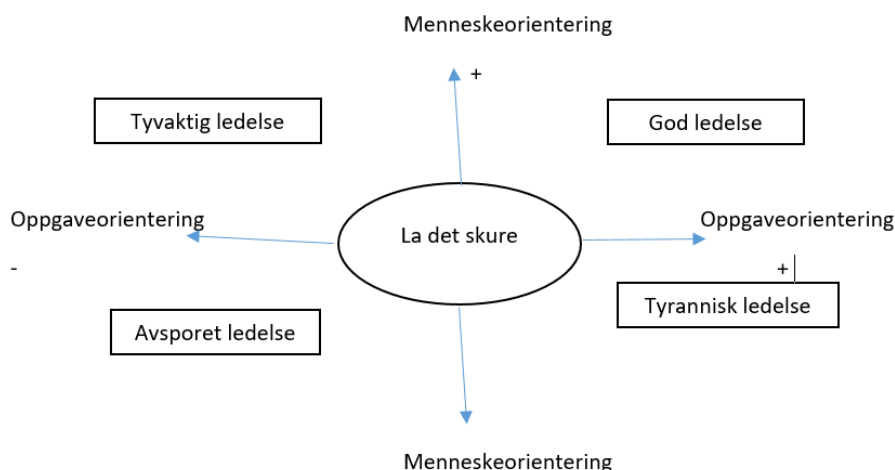 Menneskeorientering
+
Tyvaktig ledelse
God ledelse
Oppgaveorientering
La det skure
Oppgaveorientering
-
+
Avsporet ledelse
Tyrannisk ledelse
Menneskeorientering